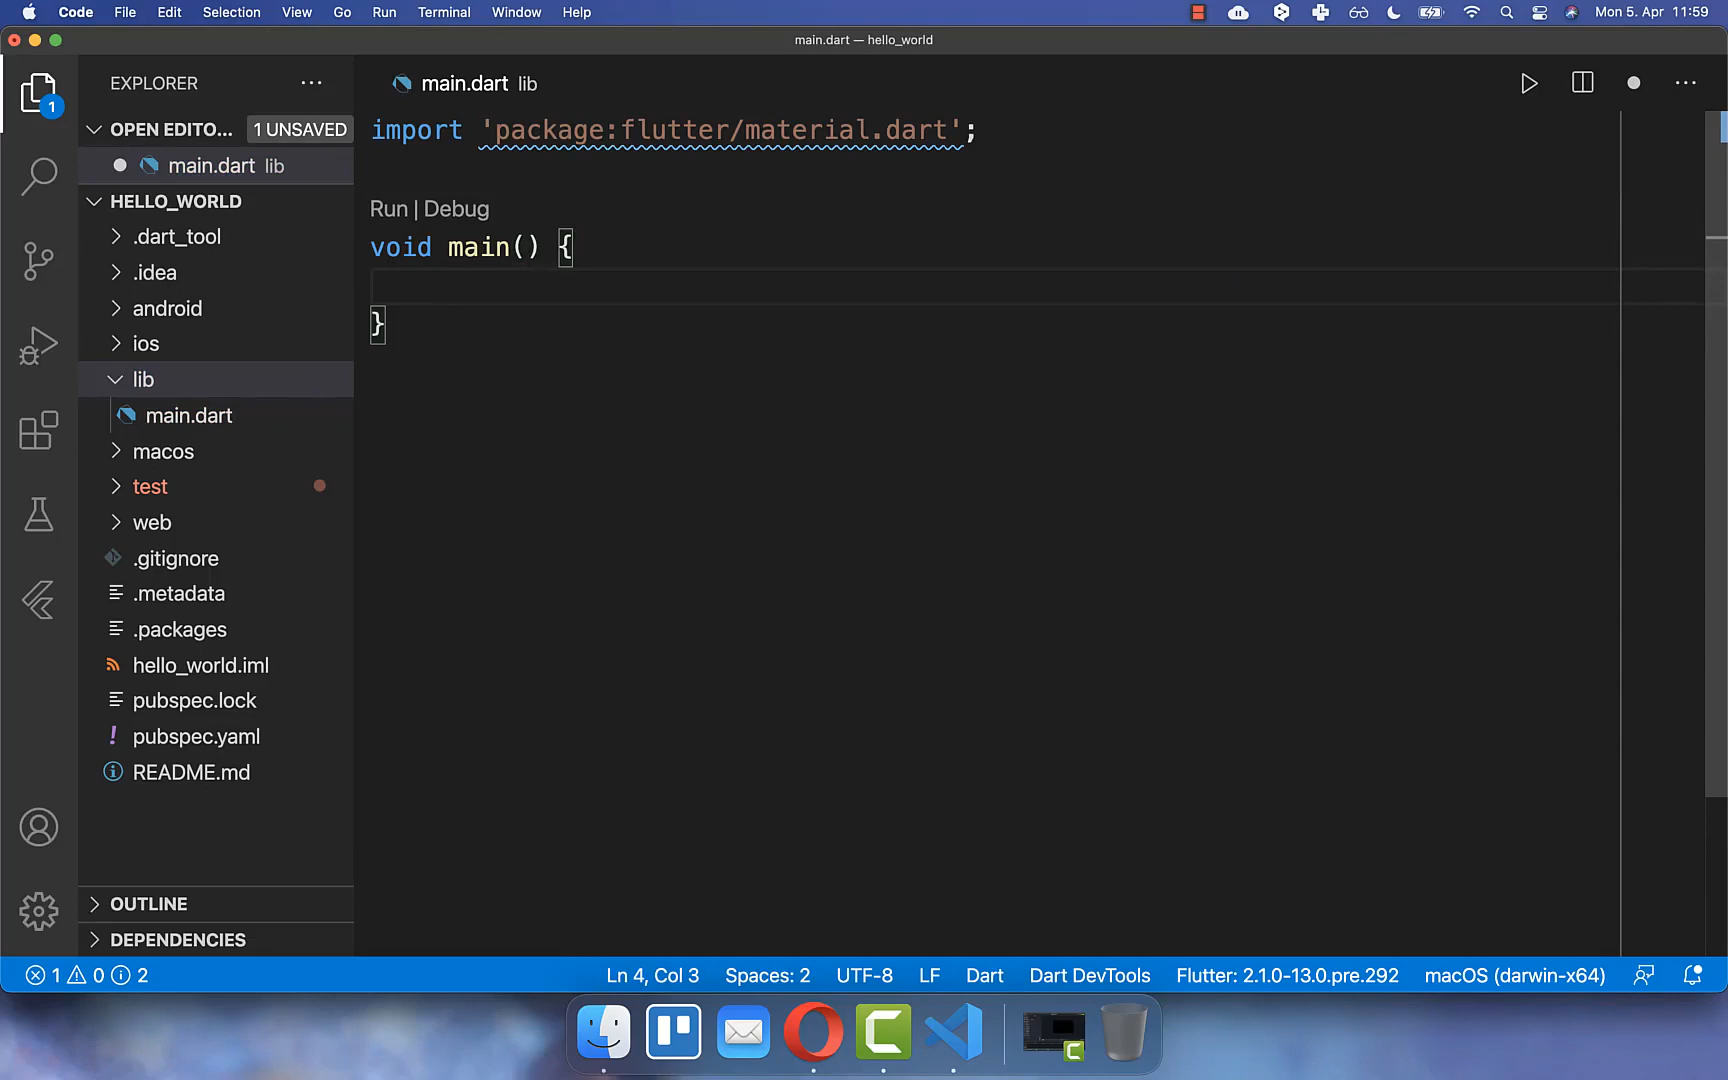 Code File Edit Selection View Go Run Terminal Window Help Mon 5. Apr 11:59
main.dart — hello_world
EXPLORER
OPEN EDITO... 1 UNSAVED
main.dart lib
HELLO_WORLD
.dart_tool
.idea
android
ios
lib
main.dart
macos
test
web
.gitignore
.metadata
.packages
hello_world.iml
pubspec.lock
pubspec.yaml
README.md
OUTLINE
DEPENDENCIES
1
main.dart lib
import 'package:flutter/material.dart';
Run | Debug
void main() {
}
1 0 2 Ln 4, Col 3 Spaces: 2 UTF-8 LF Dart Dart DevTools Flutter: 2.1.0-13.0.pre.292 macOS (darwin-x64)